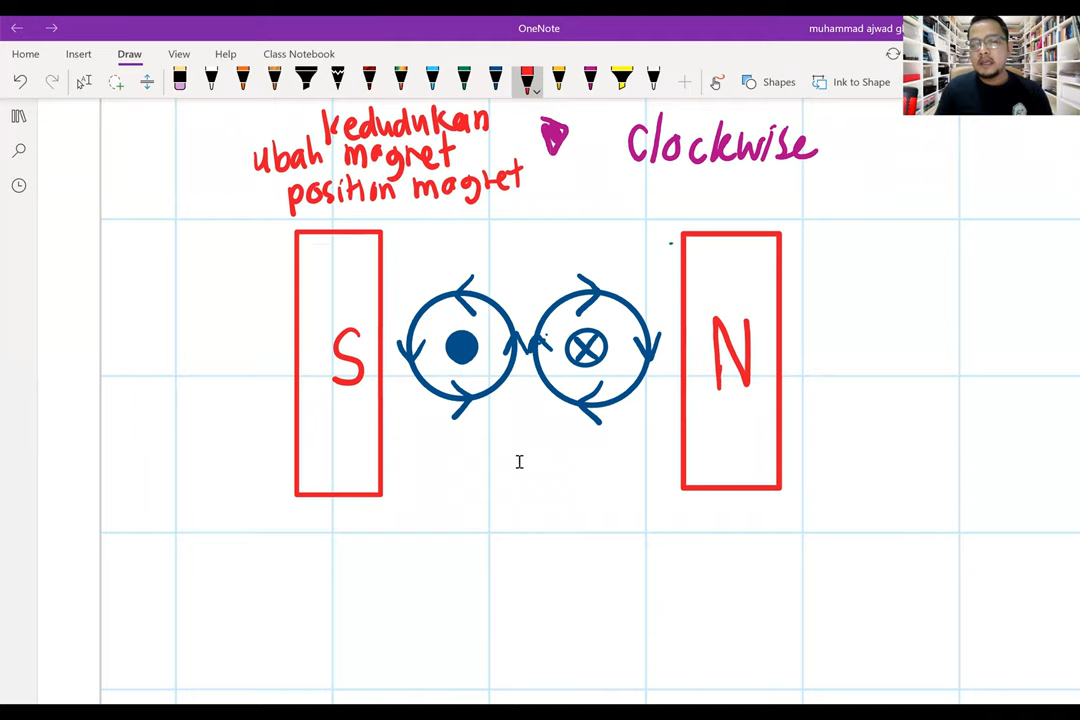 OneNote
muhammad ajwad
Home Insert Draw View Help Class Notebook
Shapes Ink to Shape
kedudukan
ubah magnet
position magnet
Clockwise
S N